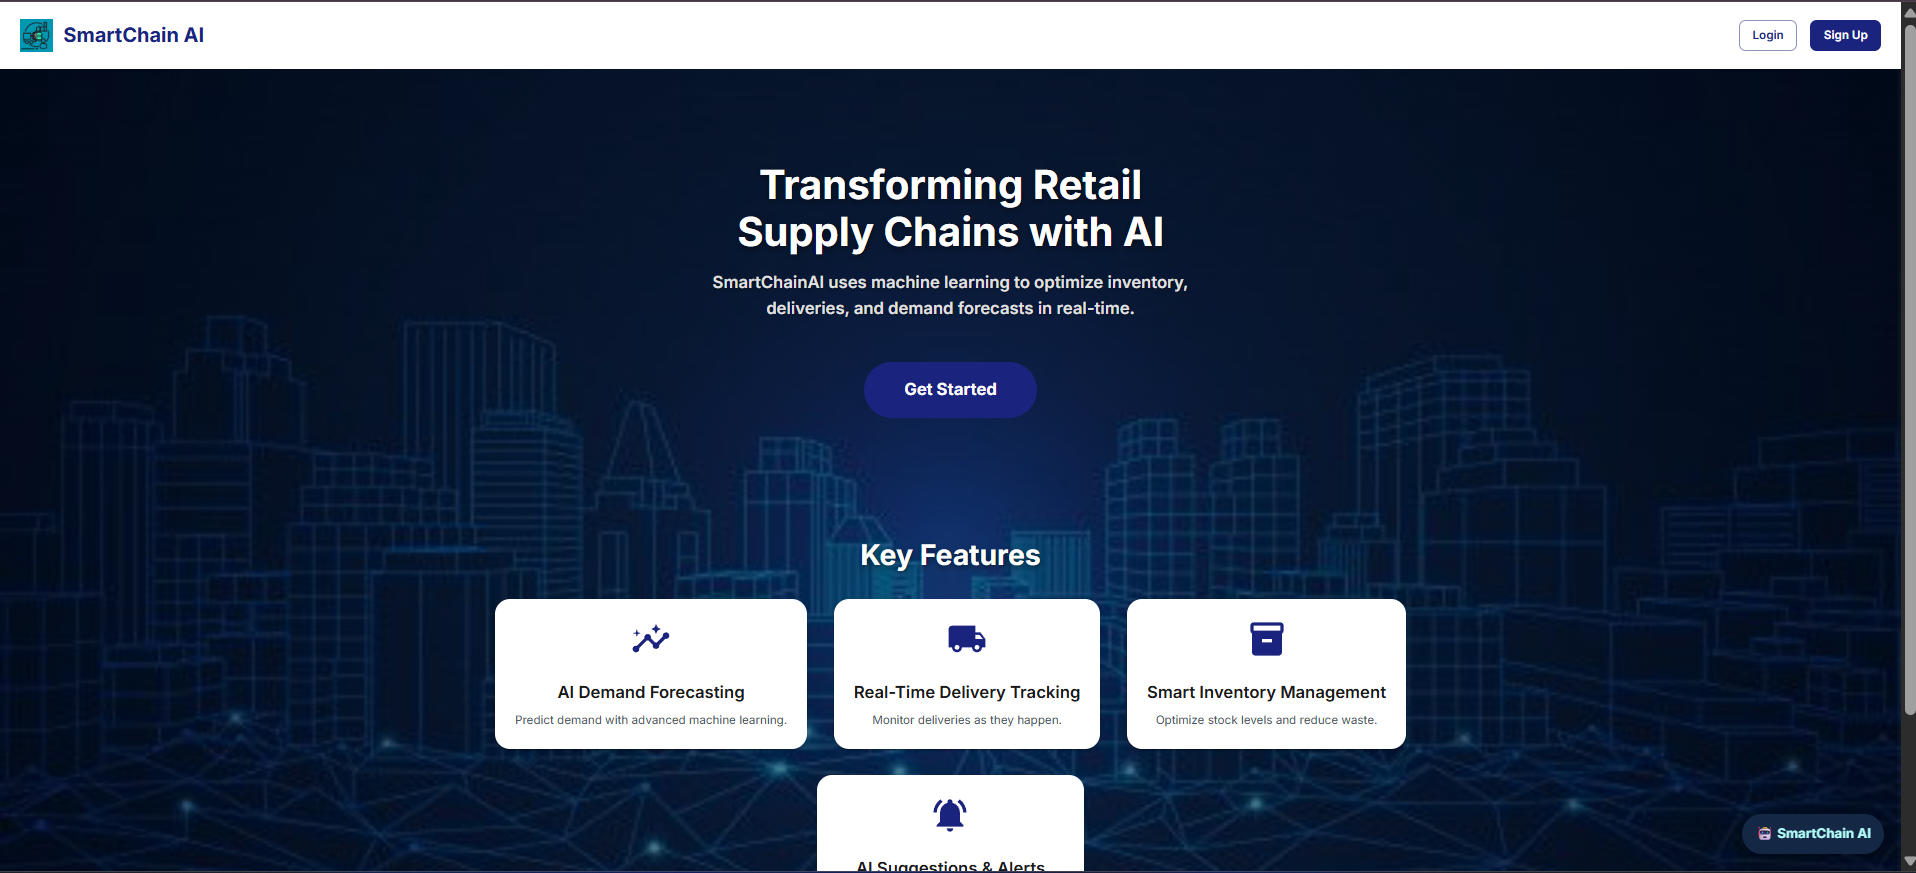 SmartChain AI
Login
Sign Up
Transforming Retail
Supply Chains with AI
SmartChainAI uses machine learning to optimize inventory,
deliveries, and demand forecasts in real-time.
Get Started
Key Features
AI Demand Forecasting
Predict demand with advanced machine learning.
Real-Time Delivery Tracking
Monitor deliveries as they happen.
Smart Inventory Management
Optimize stock levels and reduce waste.
AI Suggestions & Alerts
SmartChain AI